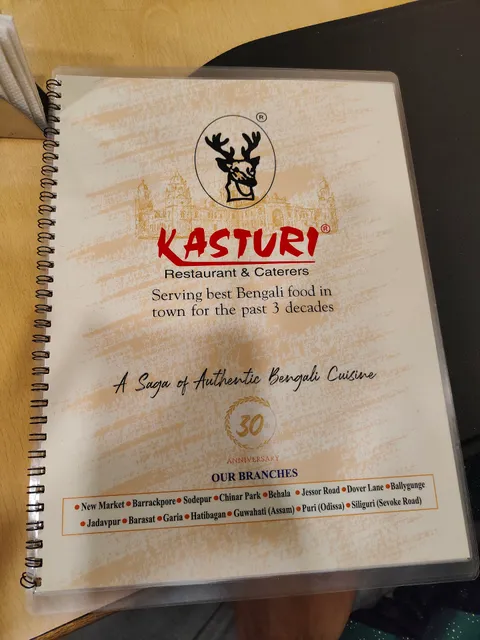 ®
KASTURI®
Restaurant & Caterers
Serving best Bengali food in
town for the past 3 decades
A Saga of Authentic Bengali Cuisine
30
ANNIVERSARY
OUR BRANCHES
• New Market • Barrackpore • Sodepur • Chinar Park • Behala • Jessor Road • Dover Lane • Ballygunge
• Jadavpur • Barasat • Garia • Hatibagan • Guwahati (Assam) • Puri (Odissa) • Siliguri (Sevoke Road)